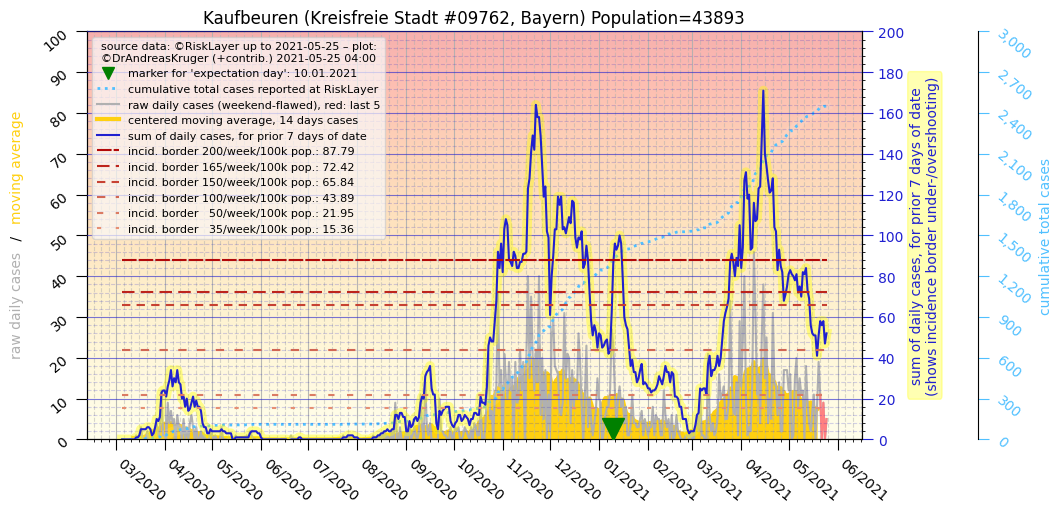 Kaufbeuren (Kreisfreie Stadt #09762, Bayern) Population=43893
source data: ©RiskLayer up to 2021-05-25 – plot:
©DrAndreasKruger (+contrib.) 2021-05-25 04:00
marker for 'expectation day': 10.01.2021
cumulative total cases reported at RiskLayer
raw daily cases (weekend-flawed), red: last 5
centered moving average, 14 days cases
sum of daily cases, for prior 7 days of date
incid. border 200/week/100k pop.: 87.79
incid. border 165/week/100k pop.: 72.42
incid. border 150/week/100k pop.: 65.84
incid. border 100/week/100k pop.: 43.89
incid. border   50/week/100k pop.: 21.95
incid. border   35/week/100k pop.: 15.36
raw daily cases / moving average
100
90
80
70
60
50
40
30
20
10
0
03/2020
04/2020
05/2020
06/2020
07/2020
08/2020
09/2020
10/2020
11/2020
12/2020
01/2021
02/2021
03/2021
04/2021
05/2021
06/2021
200
180
160
140
120
100
80
60
40
20
0
sum of daily cases, for prior 7 days of date
(shows incidence border under-/overshooting)
3,000
2,700
2,400
2,100
1,800
1,500
1,200
900
600
300
0
cumulative total cases